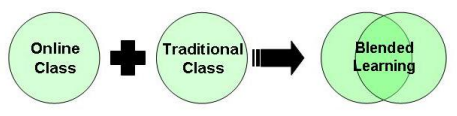 Online
Class
Traditional
Class
Blended
Learning